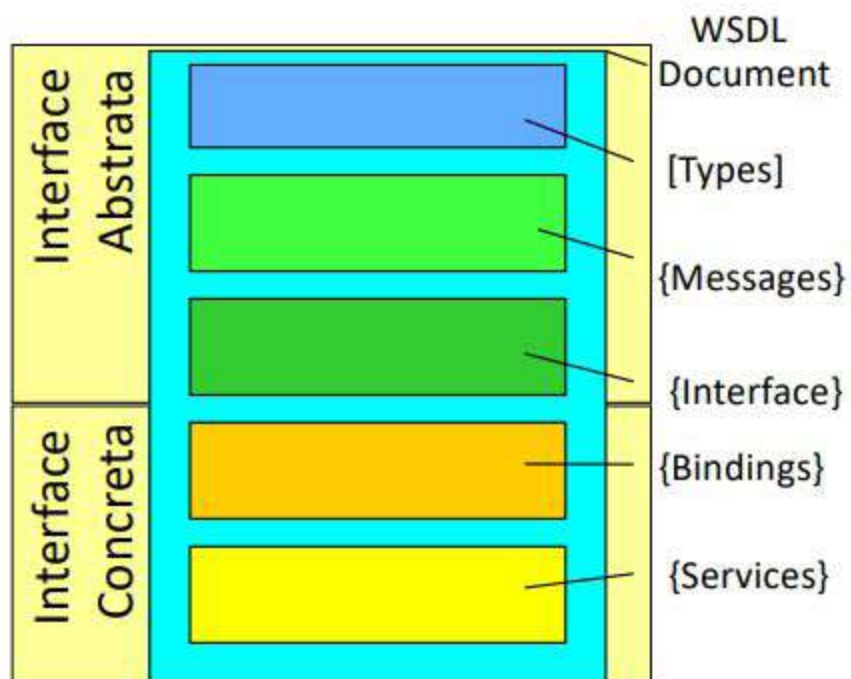 WSDL
Document
Interface
Abstrata
[Types]
{Messages}
{Interface}
Interface
Concreta
{Bindings}
{Services}